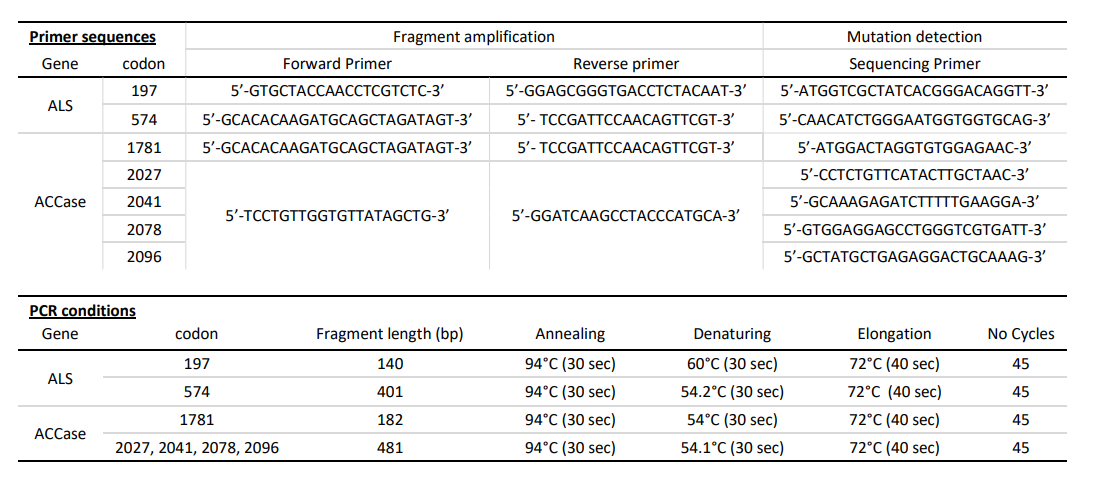 Primer sequences Fragment amplification Mutation detection
Gene codon Forward Primer Reverse primer Sequencing Primer
ALS 197 5’-GTGCTACCAACCTCGTCTC-3’ 5’-GGAGCGGGTGACCTCTACAAT-3’ 5’-ATGGTCGCTATCACGGGACAGGTT-3’
574 5’-GCACACAAGATGCAGCTAGATAGT-3’ 5’- TCCGATTCCAACAGTTCGT-3’ 5’-CAACATCTGGGAATGGTGGTGCAG-3’
ACCase 1781 5’-GCACACAAGATGCAGCTAGATAGT-3’ 5’- TCCGATTCCAACAGTTCGT-3’ 5’-ATGGACTAGGTGTGGAGAAC-3’
2027 5’-TCCTGTTGGTGTTATAGCTG-3’ 5’-GGATCAAGCCTACCCATGCA-3’ 5’-CCTCTGTTCATACTTGCTAAC-3’
2041 5’-GCAAAGAGATCTTTTTGAAGGA-3’
2078 5’-GTGGAGGAGCCTGGGTCGTGATT-3’
2096 5’-GCTATGCTGAGAGGACTGCAAAG-3’
PCR conditions
Gene codon Fragment length (bp) Annealing Denaturing Elongation No Cycles
ALS 197 140 94°C (30 sec) 60°C (30 sec) 72°C (40 sec) 45
574 401 94°C (30 sec) 54.2°C (30 sec) 72°C (40 sec) 45
ACCase 1781 182 94°C (30 sec) 54°C (30 sec) 72°C (40 sec) 45
2027, 2041, 2078, 2096 481 94°C (30 sec) 54.1°C (30 sec) 72°C (40 sec) 45